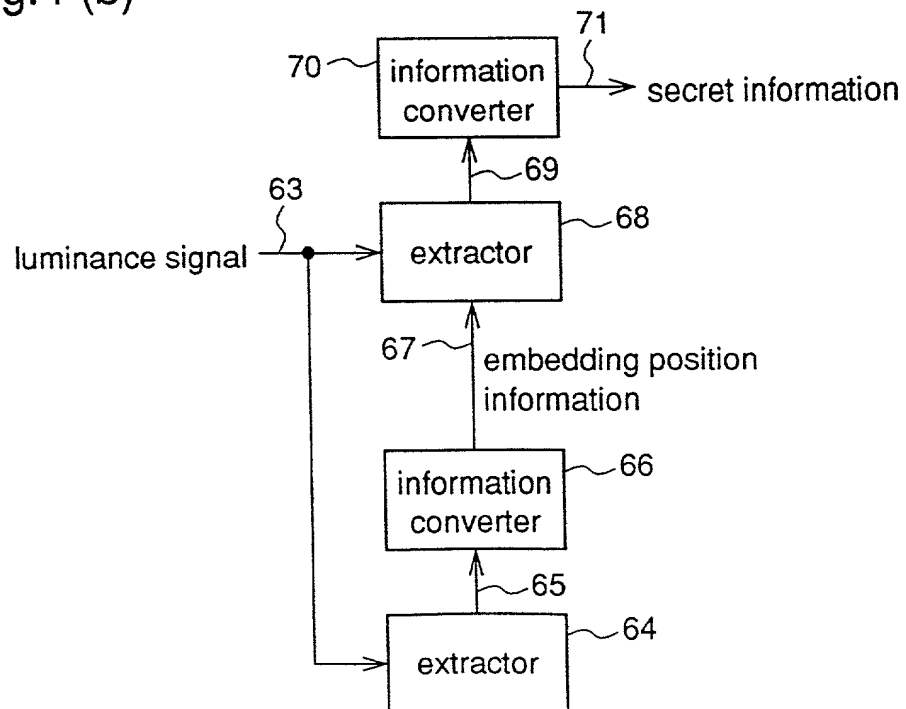 (b)
71
70
information
converter
secret information
69
63
68
luminance signal
extractor
67
embedding position
information
information
converter
66
65
64
extractor